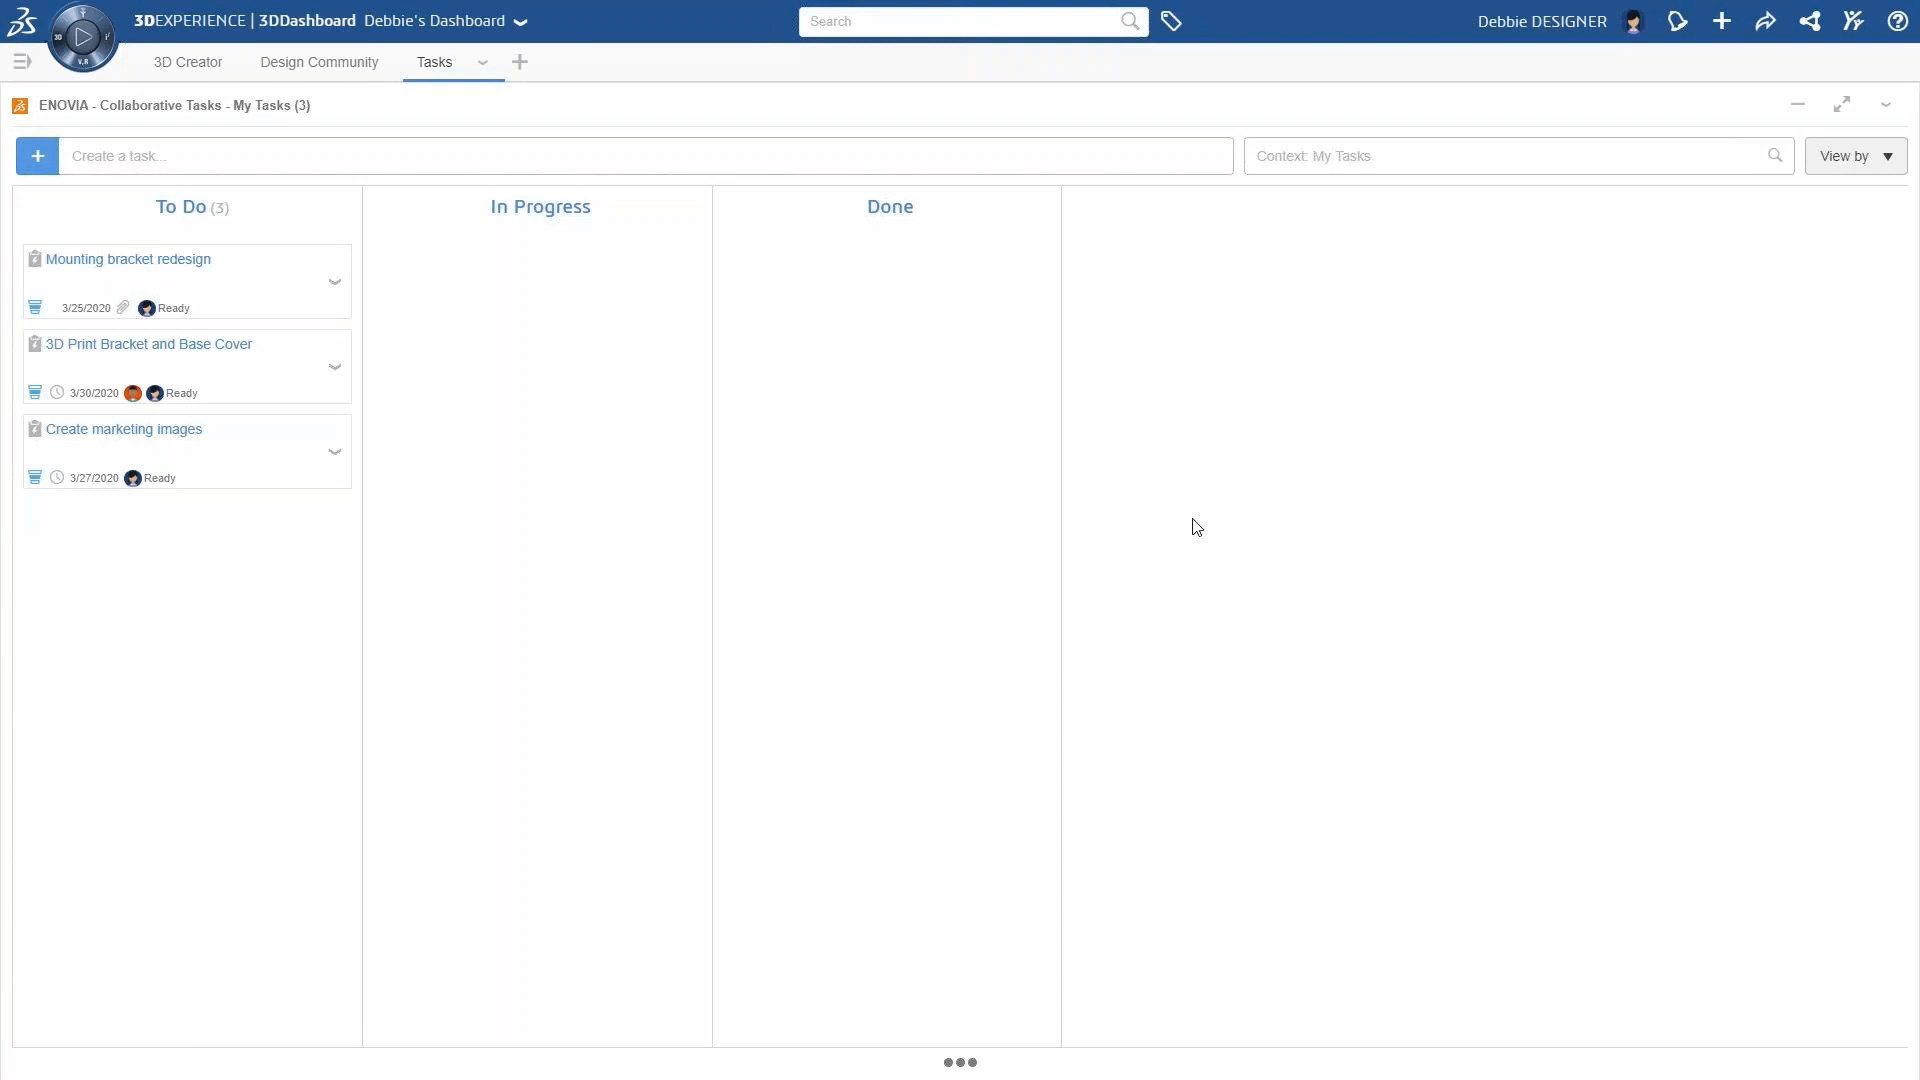 3DEXPERIENCE | 3DDashboard Debbie's Dashboard
Search
Debbie DESIGNER
3D
V.R
3D Creator
Design Community
Tasks
ENOVIA - Collaborative Tasks - My Tasks (3)
Create a task...
Context: My Tasks
View by
To Do (3)
In Progress
Done
Mounting bracket redesign
3/25/2020 Ready
3D Print Bracket and Base Cover
3/30/2020 Ready
Create marketing images
3/27/2020 Ready